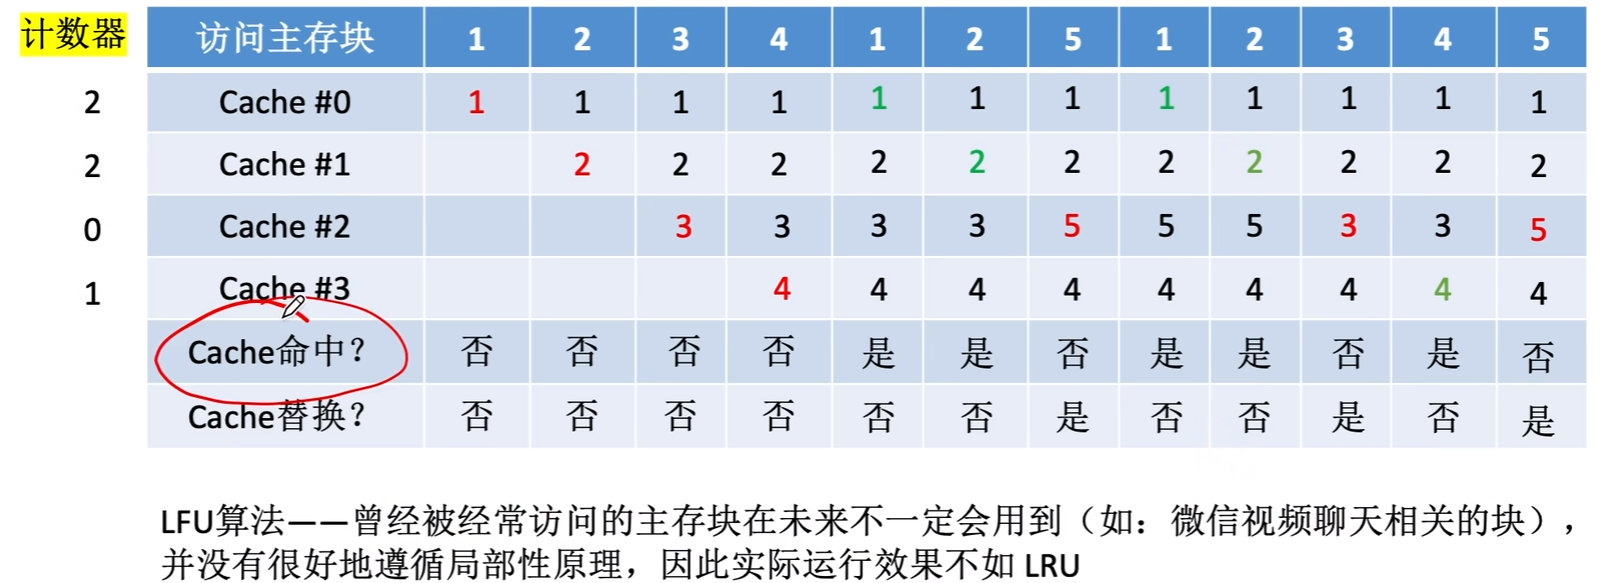 计数器 访问主存块 1 2 3 4 1 2 5 1 2 3 4 5
2 Cache #0 1 1 1 1 1 1 1 1 1 1 1 1
2 Cache #1 2 2 2 2 2 2 2 2 2 2 2
0 Cache #2 3 3 3 3 5 5 5 3 3 5
1 Cache #3 4 4 4 4 4 4 4 4 4
Cache命中？ 否 否 否 否 是 是 否 是 是 否 是 否
Cache替换？ 否 否 否 否 否 否 是 否 否 是 否 是
LFU算法——曾经被经常访问的主存块在未来不一定会用到（如：微信视频聊天相关的块），
并没有很好地遵循局部性原理，因此实际运行效果不如 LRU